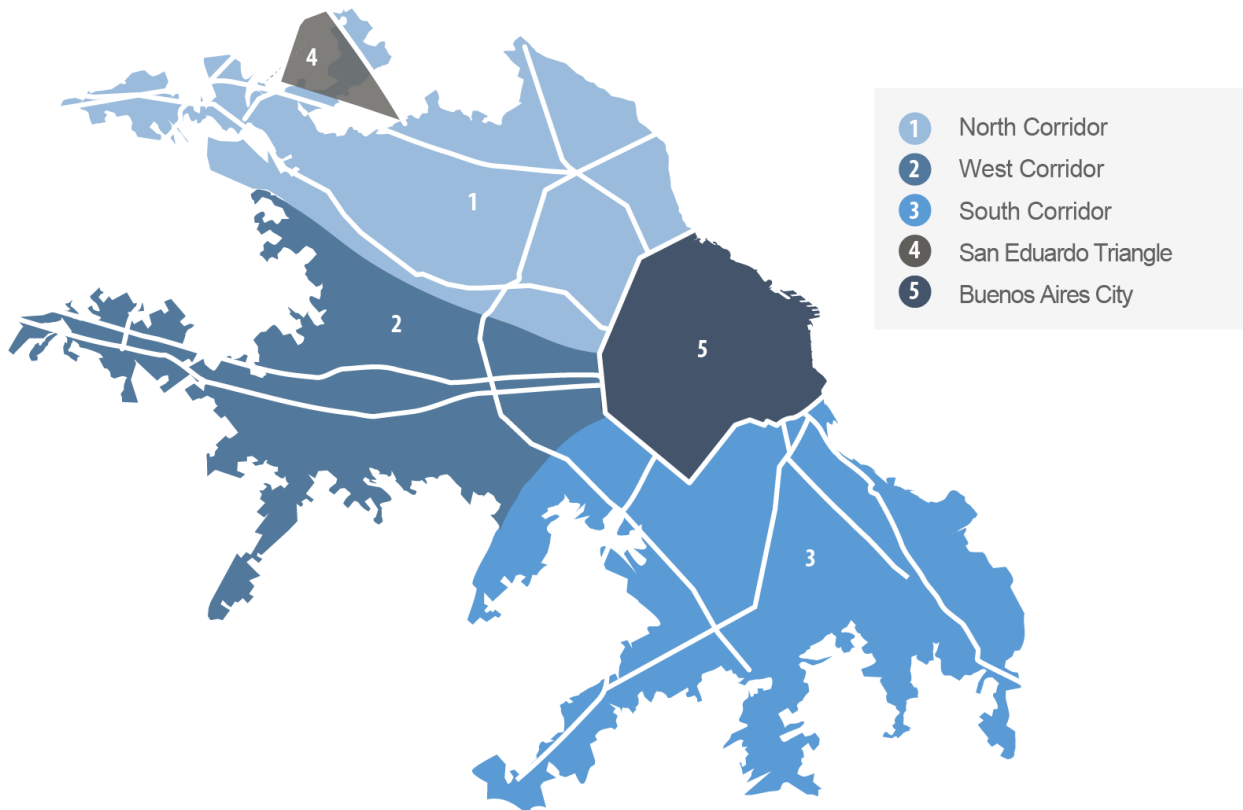 4
1
2
5
3
1 North Corridor
2 West Corridor
3 South Corridor
4 San Eduardo Triangle
5 Buenos Aires City